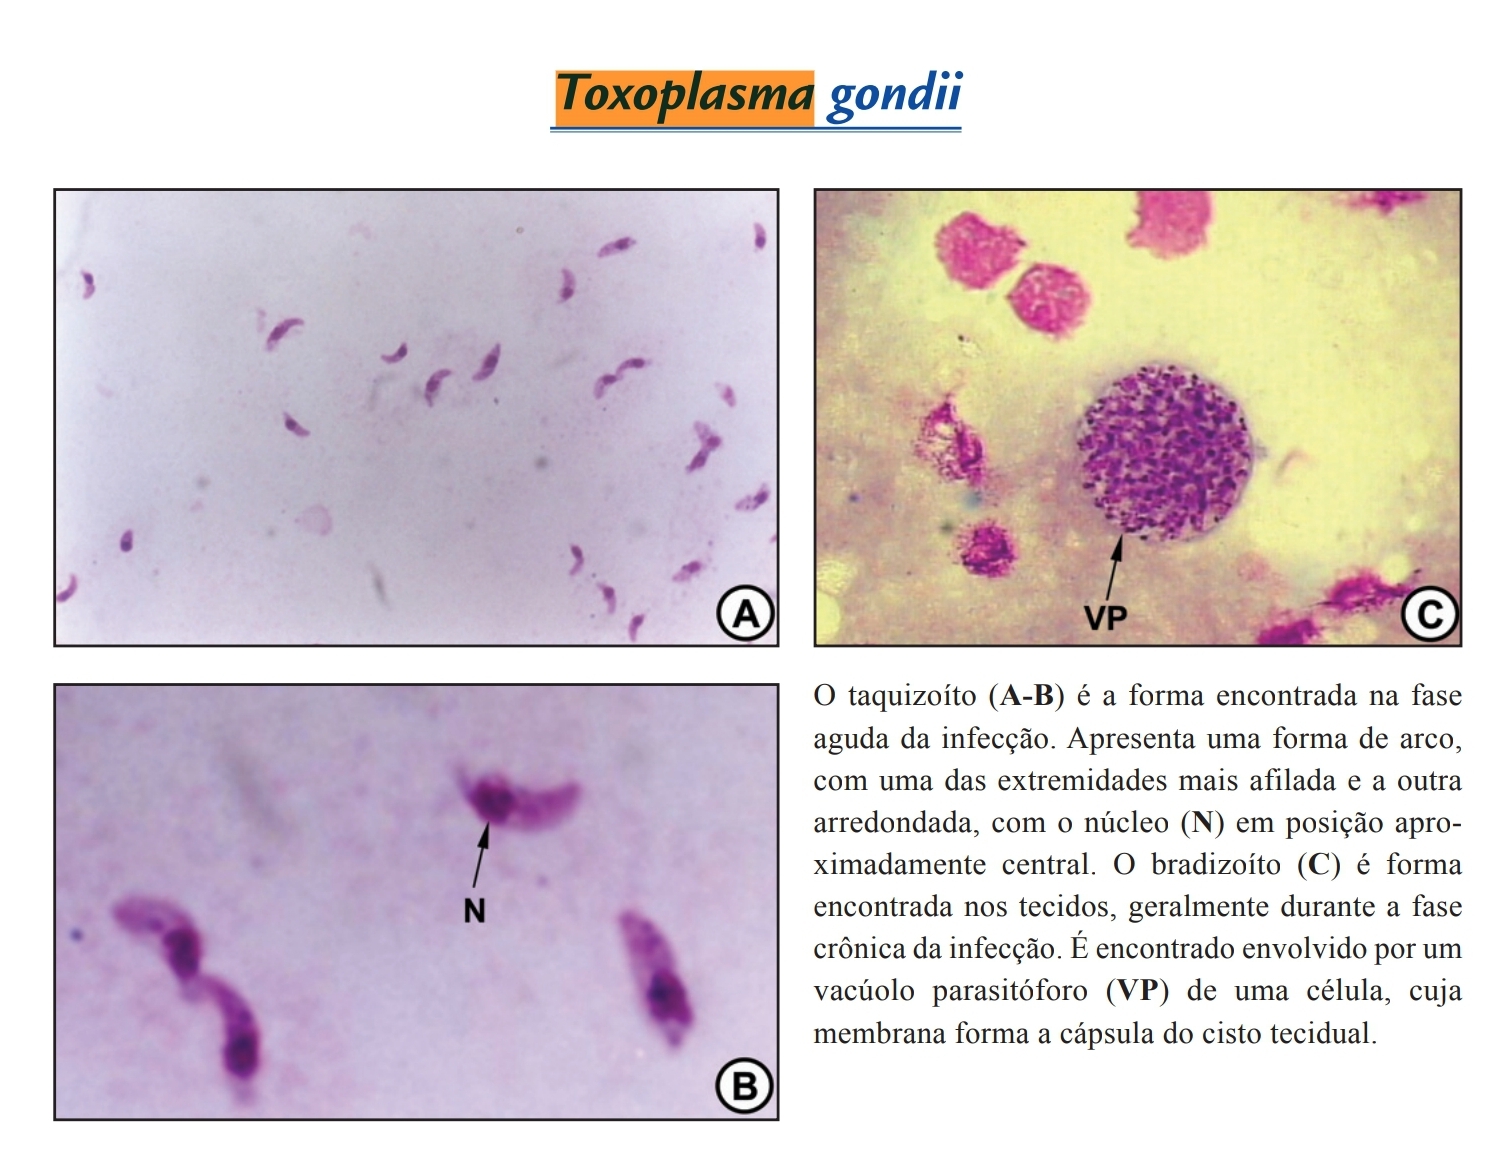 Toxoplasma gondii
A
VP
C
N
B
O taquizoíto (A-B) é a forma encontrada na fase
aguda da infecção. Apresenta uma forma de arco,
com uma das extremidades mais afilada e a outra
arredondada, com o núcleo (N) em posição apro-
ximadamente central. O bradizoíto (C) é forma
encontrada nos tecidos, geralmente durante a fase
crônica da infecção. É encontrado envolvido por um
vacúolo parasitóforo (VP) de uma célula, cuja
membrana forma a cápsula do cisto tecidual.